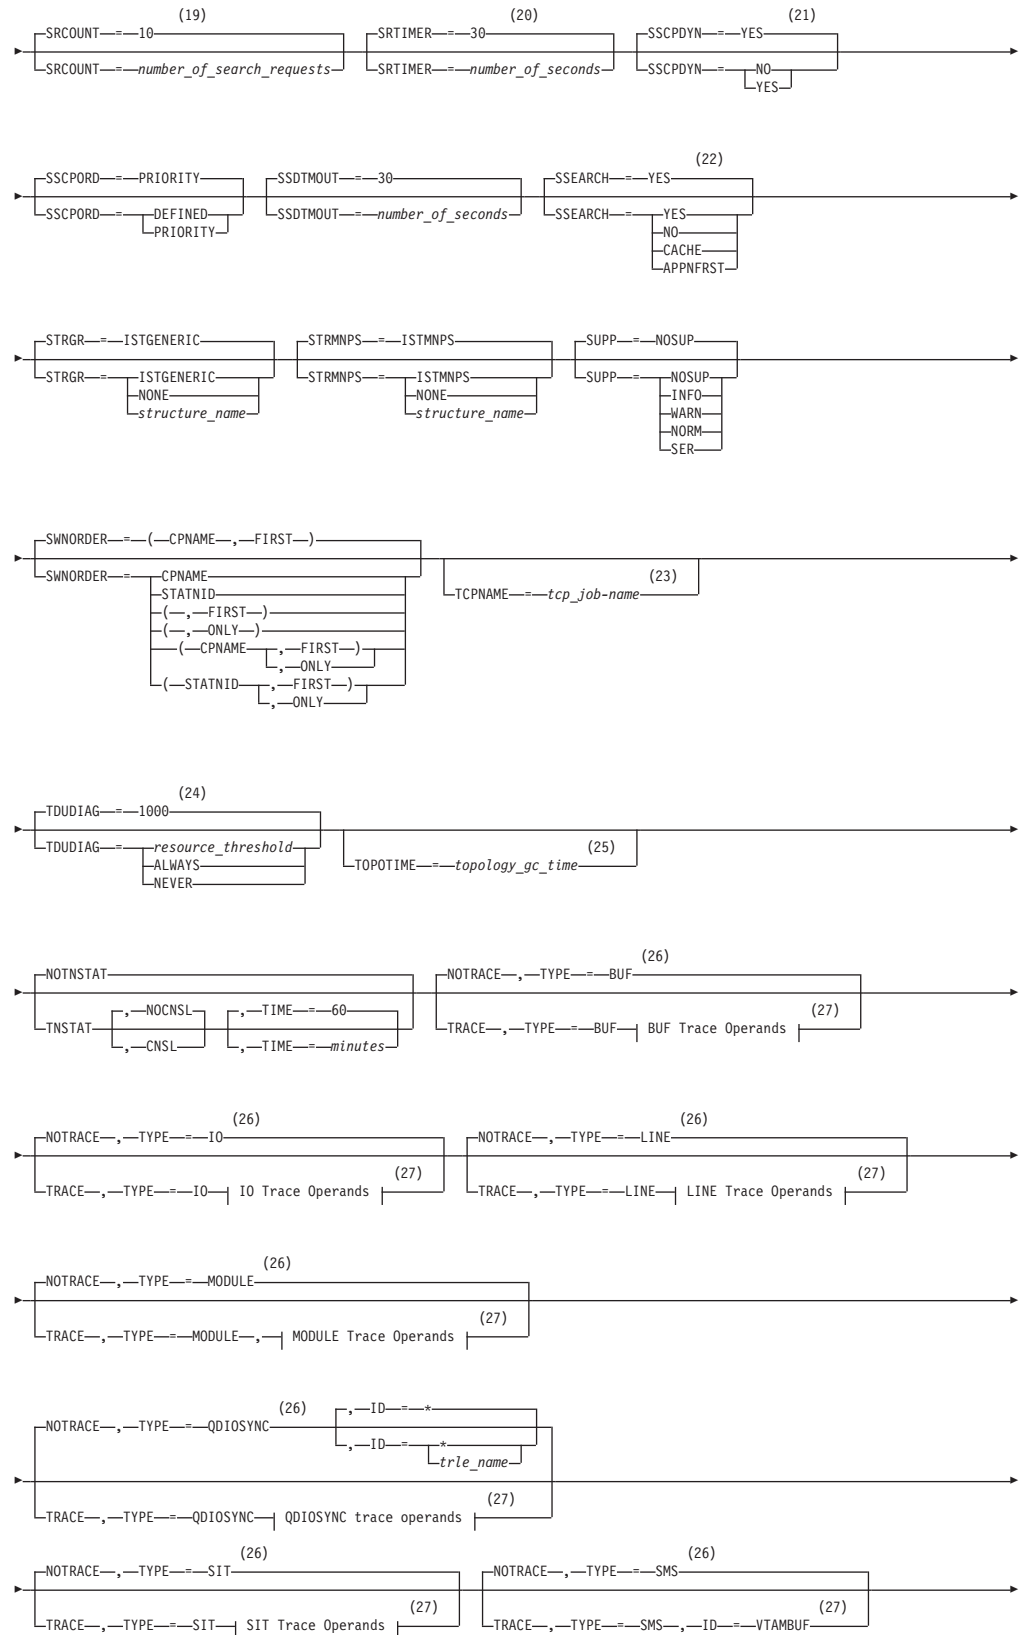 (19) (20) (21)
SRCOUNT = 10 SRTIMER = 30 SSCPDYN = YES
SRCOUNT = number_of_search_requests SRTIMER = number_of_seconds SSCPDYN = NO
YES
(22)
SSCPORD = PRIORITY SSDTMOUT = 30 SSEARCH = YES
SSCPORD = DEFINED SSDTMOUT = number_of_seconds SSEARCH = YES
PRIORITY NO
CACHE
APPNFRST
STRGR = ISTGENERIC STRMNPS = ISTMNPS SUPP = NOSUP
STRGR = ISTGENERIC STRMNPS = ISTMNPS SUPP = NOSUP
NONE NONE INFO
structure_name structure_name WARN
NORM
SER
SWNORDER = ( CPNAME , FIRST )
SWNORDER = CPNAME (23)
STATNID TCPNAME = tcp_job-name
( , FIRST )
( , ONLY )
( CPNAME , FIRST )
, ONLY
( STATNID , FIRST )
, ONLY
(24)
TDUDIAG = 1000
TDUDIAG = resource_threshold (25)
ALWAYS TOPOTIME = topology_gc_time
NEVER
(26)
NOTNSTAT NOTRACE , TYPE = BUF
, NOCNSL , TIME = 60 (27)
TNSTAT TRACE , TYPE = BUF BUF Trace Operands
, CNSL , TIME = minutes
(26) (26)
NOTRACE , TYPE = IO NOTRACE , TYPE = LINE
(27) (27)
TRACE , TYPE = IO IO Trace Operands TRACE , TYPE = LINE LINE Trace Operands
(26)
NOTRACE , TYPE = MODULE
(27)
TRACE , TYPE = MODULE , MODULE Trace Operands
(26) , ID = *
NOTRACE , TYPE = QDIOSYNC
, ID = *
trle_name
(27)
TRACE , TYPE = QDIOSYNC QDIOSYNC trace operands
(26) (26)
NOTRACE , TYPE = SIT NOTRACE , TYPE = SMS
(27) (27)
TRACE , TYPE = SIT SIT Trace Operands TRACE , TYPE = SMS , ID = VTAMBUF